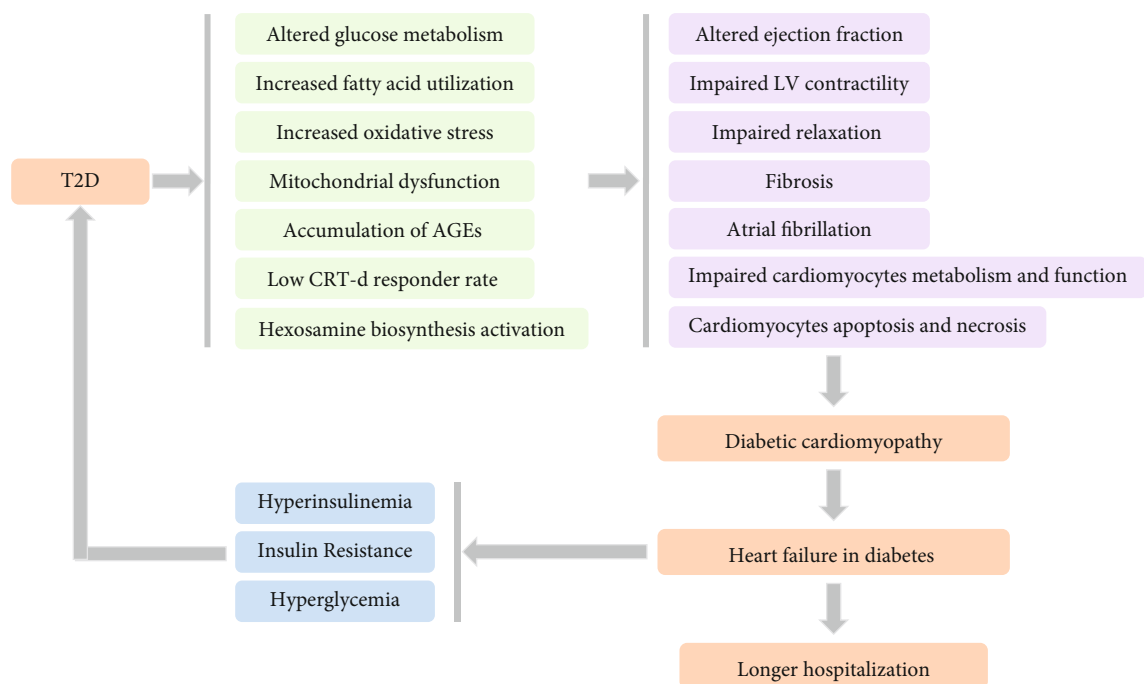 T2D
Altered glucose metabolism
Increased fatty acid utilization
Increased oxidative stress
Mitochondrial dysfunction
Accumulation of AGEs
Low CRT-d responder rate
Hexosamine biosynthesis activation
Altered ejection fraction
Impaired LV contractility
Impaired relaxation
Fibrosis
Atrial fibrillation
Impaired cardiomyocytes metabolism and function
Cardiomyocytes apoptosis and necrosis
Diabetic cardiomyopathy
Heart failure in diabetes
Longer hospitalization
Hyperinsulinemia
Insulin Resistance
Hyperglycemia